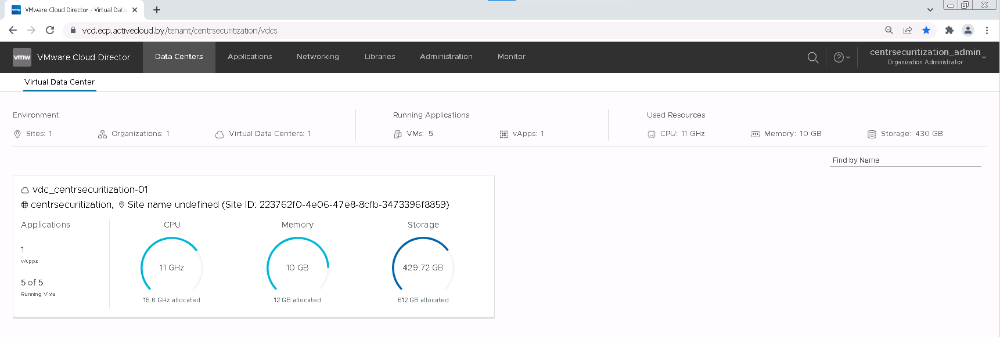 vmw VMware Cloud Director - Virtual Data
vcd.ecp.activecloud.by/tenant/centrsecuritization/vdcs
vmw VMware Cloud Director Data Centers Applications Networking Libraries Administration Monitor centrsecuritization_admin
Organization Administrator
Virtual Data Center
Environment Running Applications Used Resources
Sites: 1 Organizations: 1 Virtual Data Centers: 1 VMs: 5 vApps: 1 CPU: 11 GHz Memory: 10 GB Storage: 430 GB
Find by Name
vdc_centrsecuritization-01
centrsecuritization, Site name undefined (Site ID: 223762f0-4e06-47e8-8cfb-3473396f8859)
Applications CPU Memory Storage
1
vApps
11 GHz 10 GB 429.72 GB
5 of 5
Running VMs
15.6 GHz allocated 12 GB allocated 612 GB allocated